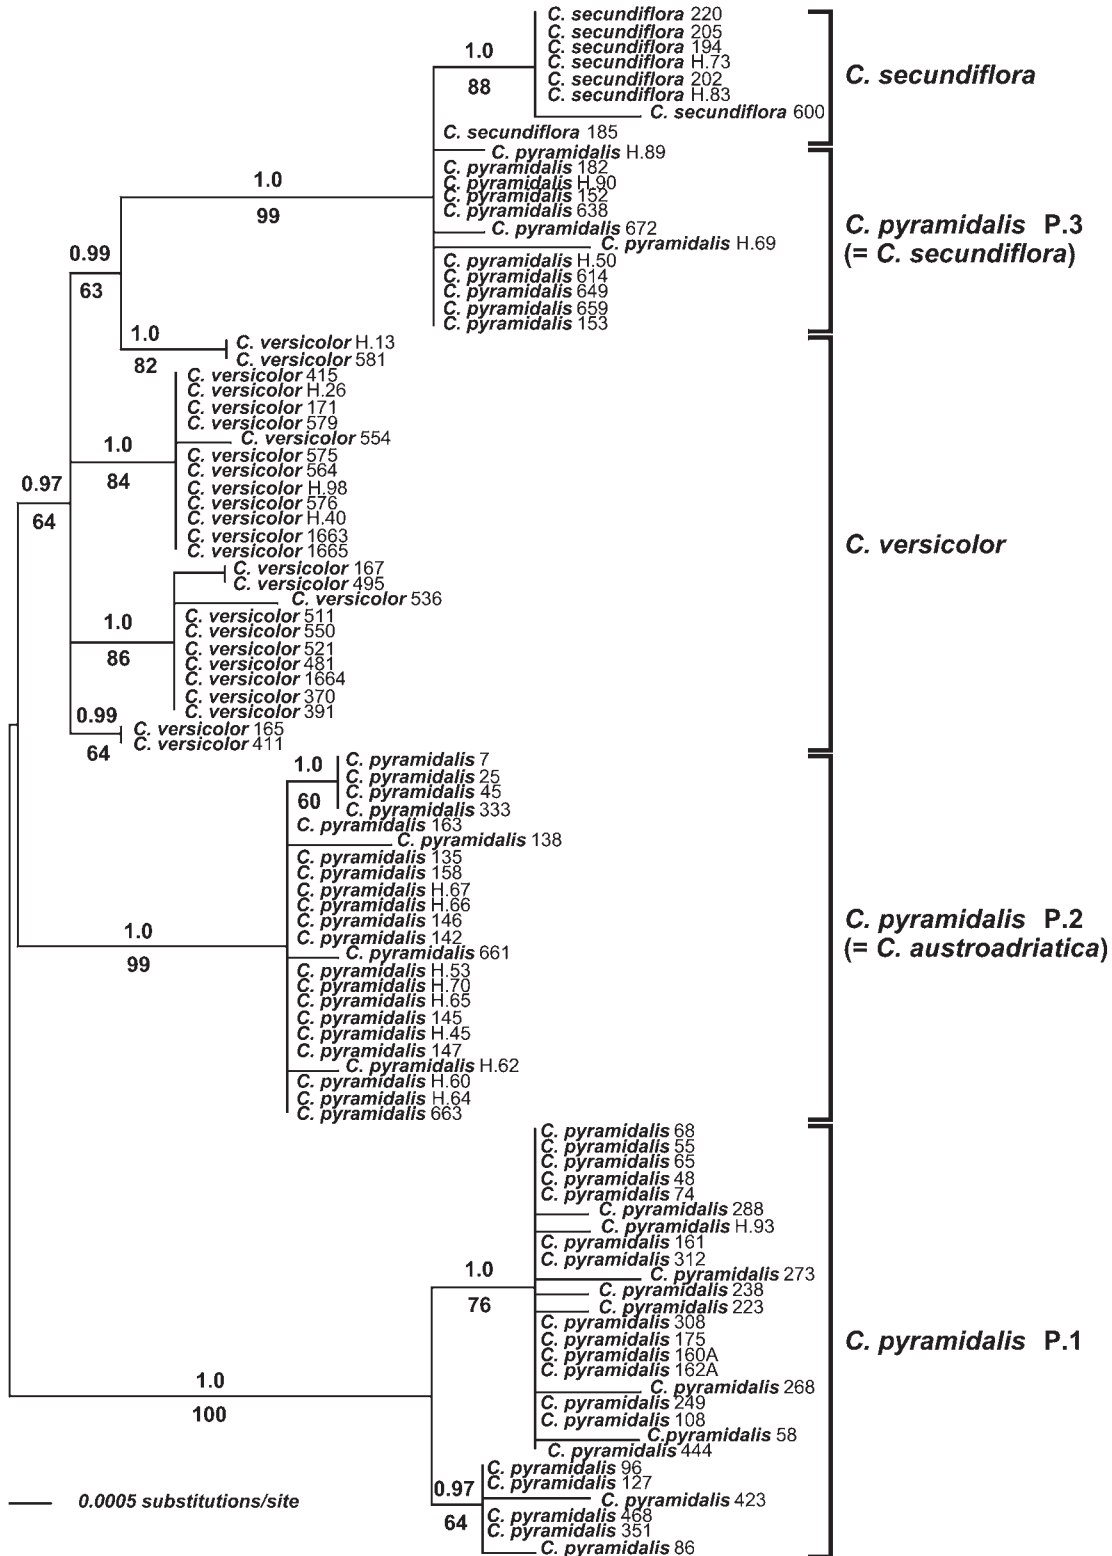 C. secundiflora 220
C. secundiflora 205
C. secundiflora 194
C. secundiflora H.73
C. secundiflora 202
C. secundiflora H.83
C. secundiflora 600
1.0
88
C. secundiflora
C. secundiflora 185
C. pyramidalis H.89
C. pyramidalis 182
C. pyramidalis H.90
C. pyramidalis 152
C. pyramidalis 638
C. pyramidalis 672
C. pyramidalis H.69
C. pyramidalis H.50
C. pyramidalis 614
C. pyramidalis 649
C. pyramidalis 659
C. pyramidalis 153
1.0
99
C. pyramidalis P.3
(= C. secundiflora)
0.99
63
1.0
82
C. versicolor H.13
C. versicolor 581
C. versicolor 415
C. versicolor H.26
C. versicolor 171
C. versicolor 579
C. versicolor 554
C. versicolor 575
C. versicolor 564
C. versicolor H.98
C. versicolor 576
C. versicolor H.40
C. versicolor 1663
C. versicolor 1665
1.0
84
0.97
64
C. versicolor
C. versicolor 167
C. versicolor 495
C. versicolor 536
C. versicolor 511
C. versicolor 550
C. versicolor 521
C. versicolor 481
C. versicolor 1664
C. versicolor 370
C. versicolor 391
1.0
86
0.99
64
C. versicolor 165
C. versicolor 411
1.0
60
C. pyramidalis 7
C. pyramidalis 25
C. pyramidalis 45
C. pyramidalis 333
C. pyramidalis 163
C. pyramidalis 138
C. pyramidalis 135
C. pyramidalis 158
C. pyramidalis H.67
C. pyramidalis H.66
C. pyramidalis 146
C. pyramidalis 142
C. pyramidalis 661
C. pyramidalis H.53
C. pyramidalis H.70
C. pyramidalis H.65
C. pyramidalis 145
C. pyramidalis H.45
C. pyramidalis 147
C. pyramidalis H.62
C. pyramidalis H.60
C. pyramidalis H.64
C. pyramidalis 663
1.0
99
C. pyramidalis P.2
(= C. austroadriatica)
C. pyramidalis 68
C. pyramidalis 55
C. pyramidalis 65
C. pyramidalis 48
C. pyramidalis 74
C. pyramidalis 288
C. pyramidalis H.93
C. pyramidalis 161
C. pyramidalis 312
C. pyramidalis 273
C. pyramidalis 238
C. pyramidalis 223
C. pyramidalis 308
C. pyramidalis 175
C. pyramidalis 160A
C. pyramidalis 162A
C. pyramidalis 268
C. pyramidalis 249
C. pyramidalis 108
C.pyramidalis 58
C. pyramidalis 444
1.0
76
C. pyramidalis P.1
1.0
100
C. pyramidalis 96
C. pyramidalis 127
C. pyramidalis 423
C. pyramidalis 468
C. pyramidalis 351
C. pyramidalis 86
0.97
64
0.0005 substitutions/site